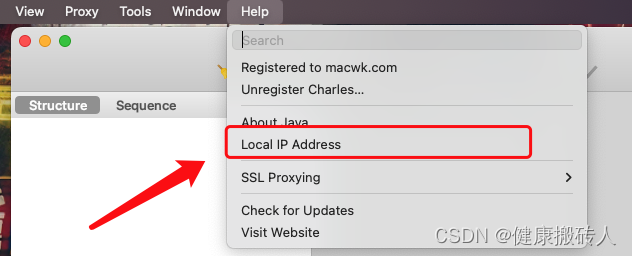 View Proxy Tools Window Help
Search
Structure Sequence
Registered to macwk.com
Unregister Charles...
About Java
Local IP Address
SSL Proxying
Check for Updates
Visit Website
CSDN @健康搬砖人